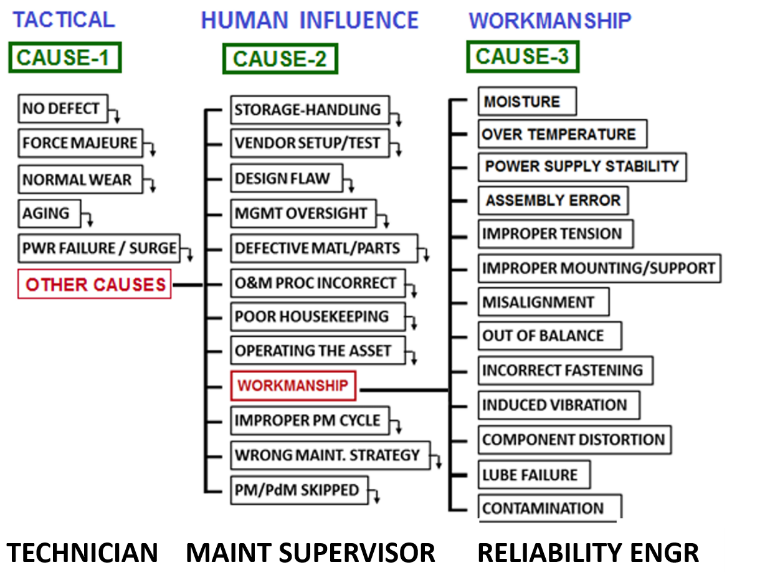 TACTICAL
CAUSE-1
NO DEFECT
FORCE MAJEURE
NORMAL WEAR
AGING
PWR FAILURE / SURGE
OTHER CAUSES
TECHNICIAN
HUMAN INFLUENCE
CAUSE-2
STORAGE-HANDLING
VENDOR SETUP/TEST
DESIGN FLAW
MGMT OVERSIGHT
DEFECTIVE MATL/PARTS
O&M PROC INCORRECT
POOR HOUSEKEEPING
OPERATING THE ASSET
WORKMANSHIP
IMPROPER PM CYCLE
WRONG MAINT. STRATEGY
PM/PdM SKIPPED
MAINT SUPERVISOR
WORKMANSHIP
CAUSE-3
MOISTURE
OVER TEMPERATURE
POWER SUPPLY STABILITY
ASSEMBLY ERROR
IMPROPER TENSION
IMPROPER MOUNTING/SUPPORT
MISALIGNMENT
OUT OF BALANCE
INCORRECT FASTENING
INDUCED VIBRATION
COMPONENT DISTORTION
LUBE FAILURE
CONTAMINATION
RELIABILITY ENGR